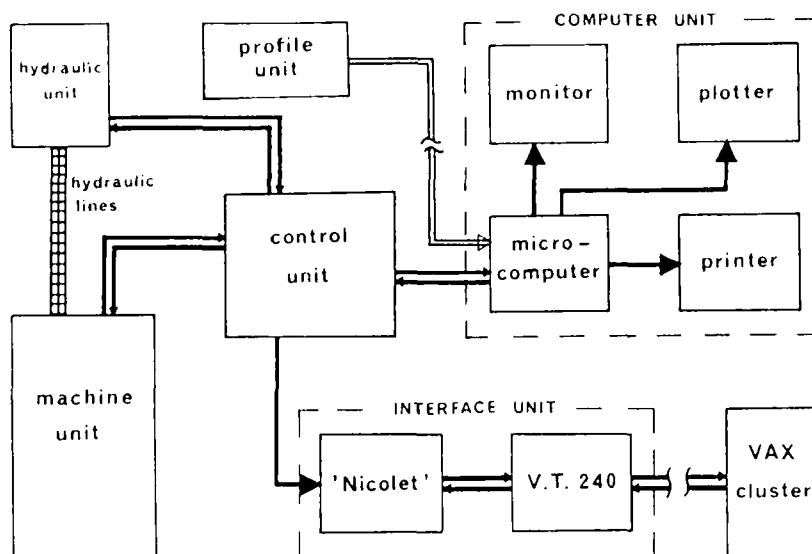 COMPUTER UNIT
hydraulic
unit
profile
unit
monitor
plotter
hydraulic
lines
control
unit
micro-
computer
printer
machine
unit
INTERFACE UNIT
'Nicolet'
V.T. 240
VAX
cluster